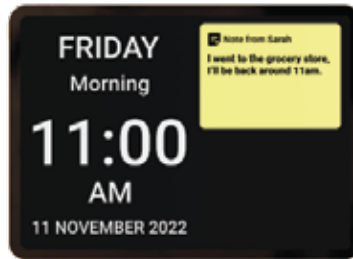 FRIDAY
Morning
11:00
AM
11 NOVEMBER 2022
Note from Sarah
I went to the grocery store,
I'll be back around 11am.